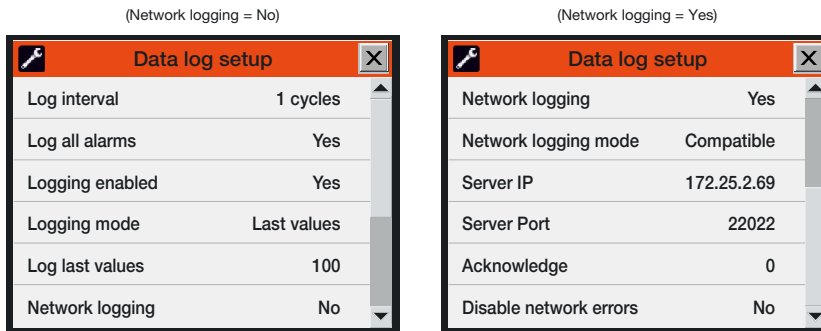 (Network logging = No)
Data log setup
Log interval 1 cycles
Log all alarms Yes
Logging enabled Yes
Logging mode Last values
Log last values 100
Network logging No
(Network logging = Yes)
Data log setup
Network logging Yes
Network logging mode Compatible
Server IP 172.25.2.69
Server Port 22022
Acknowledge 0
Disable network errors No